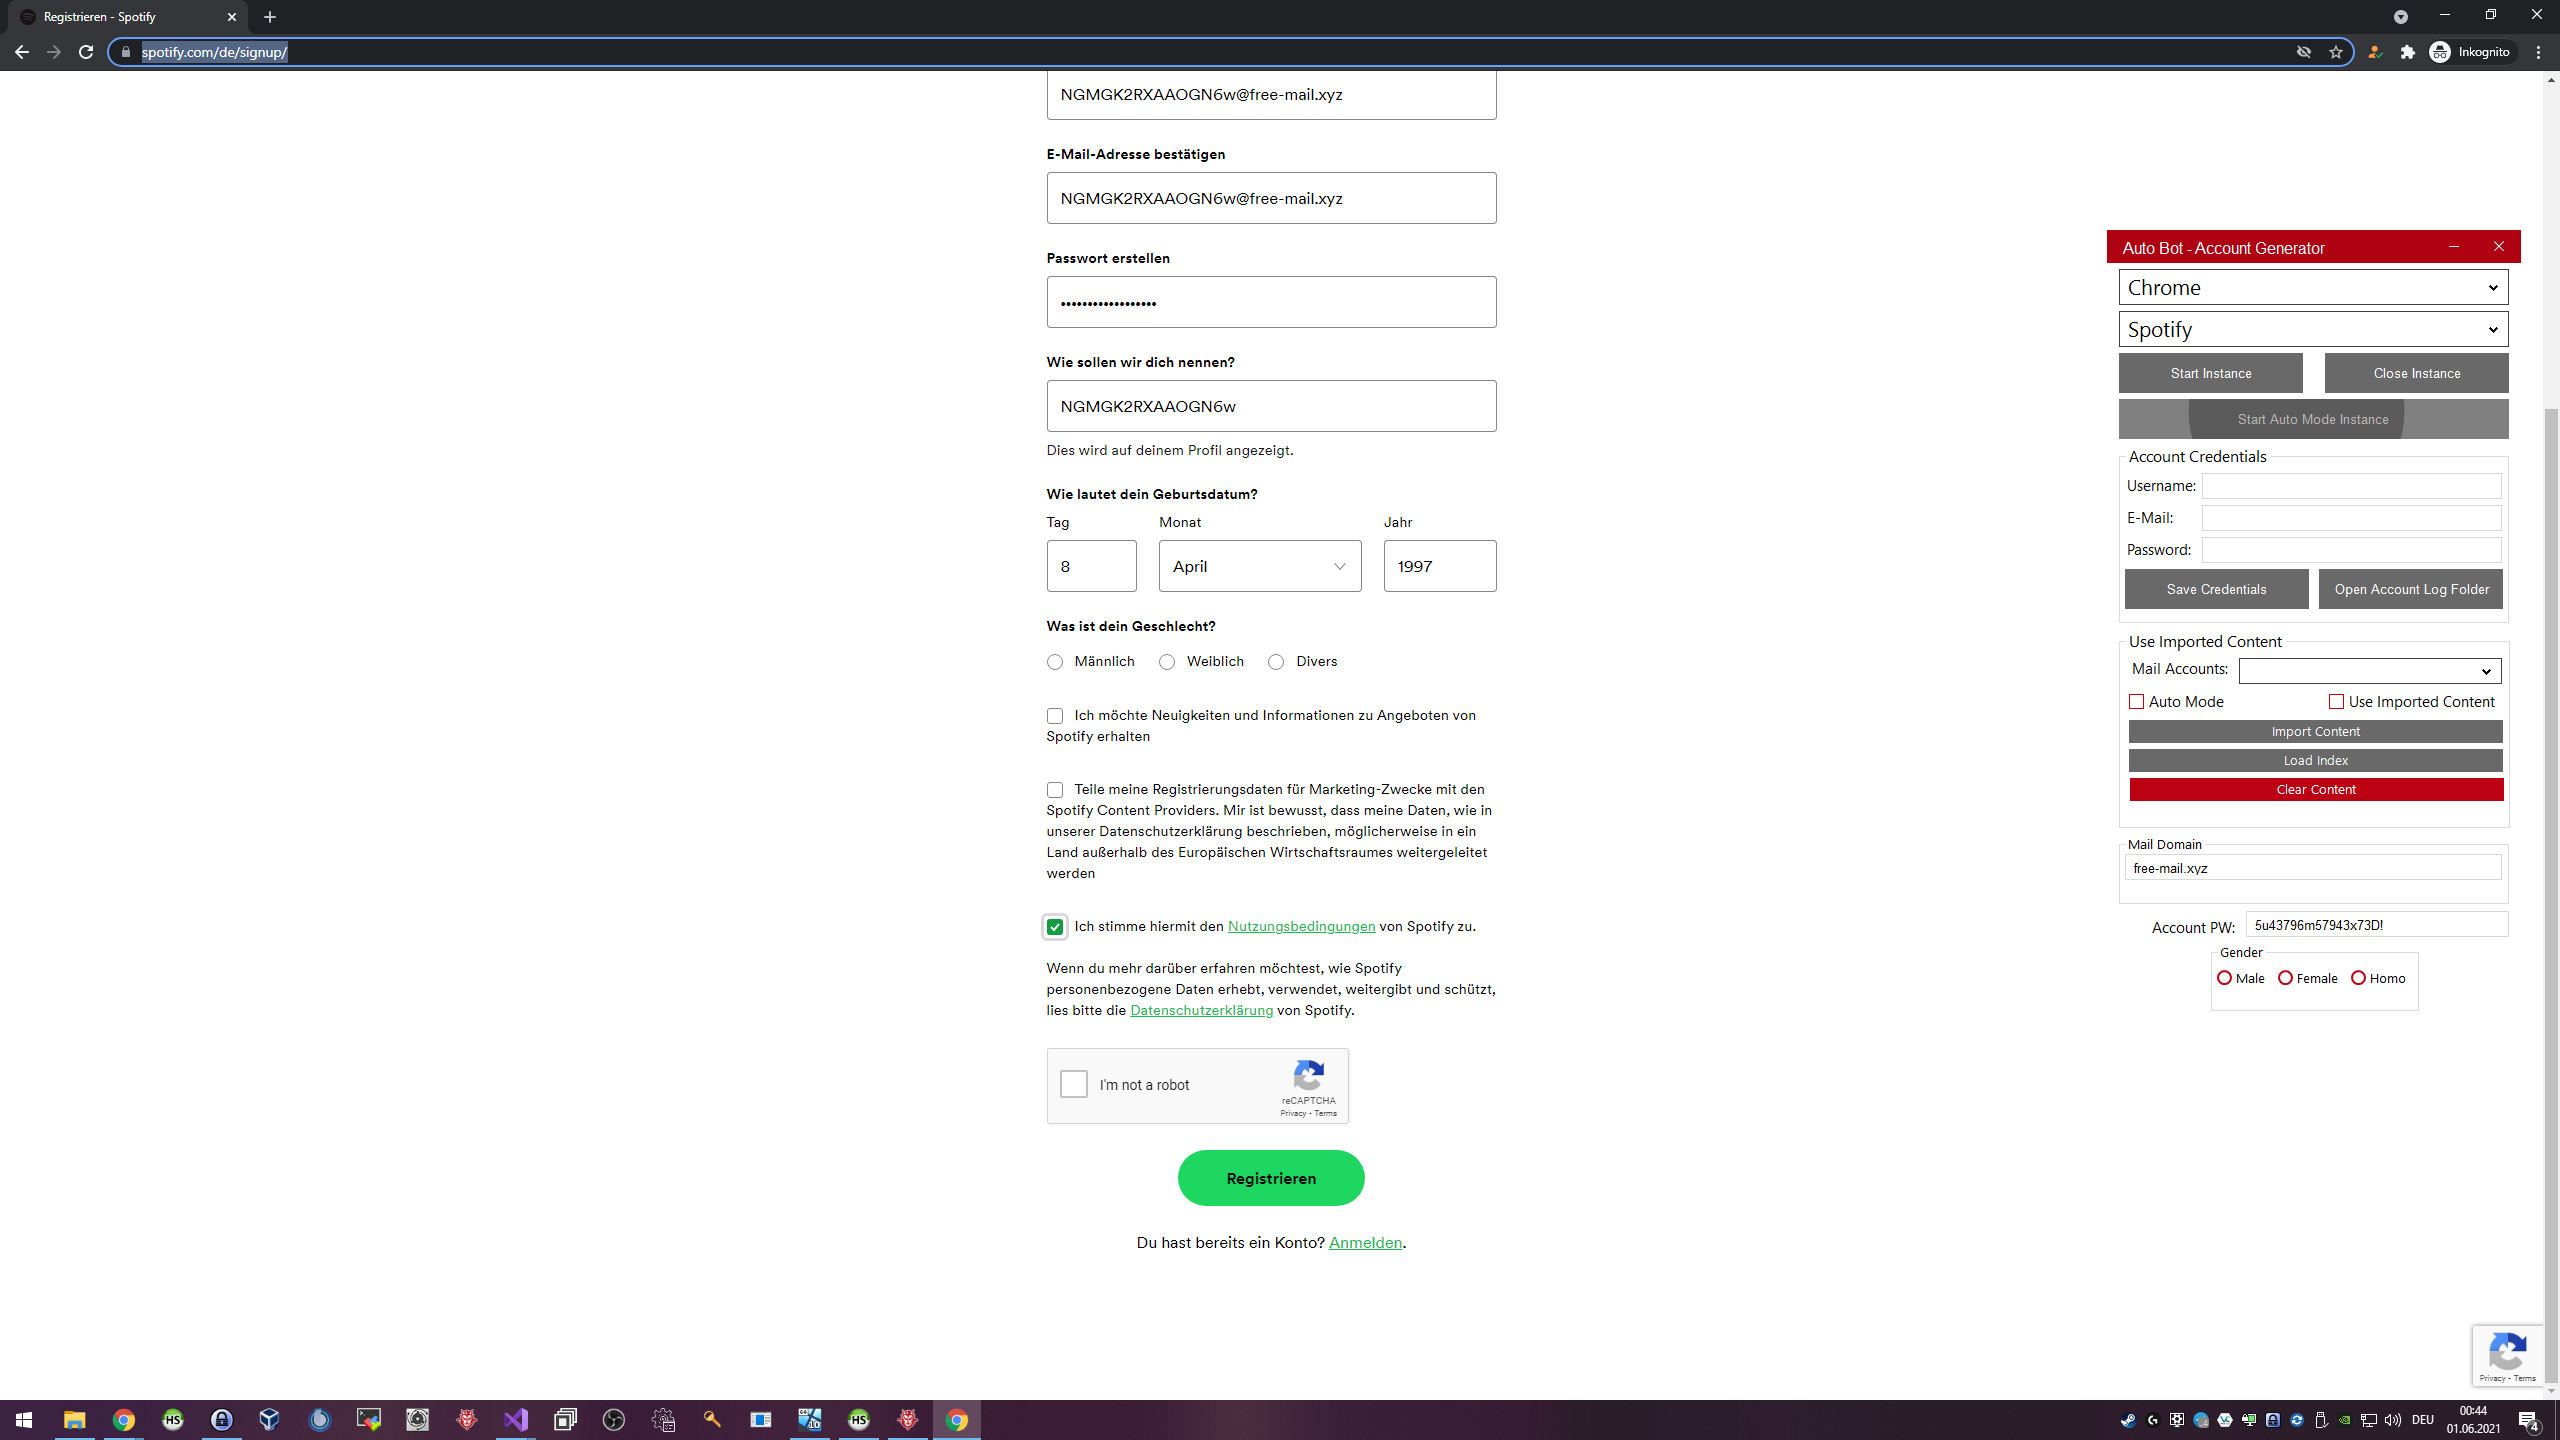 Registrieren - Spotify
spotify.com/de/signup/
Inkognito
NGMGK2RXAAOGN6w@free-mail.xyz
E-Mail-Adresse bestätigen
NGMGK2RXAAOGN6w@free-mail.xyz
Passwort erstellen
••••••••••••••••••
Wie sollen wir dich nennen?
NGMGK2RXAAOGN6w
Dies wird auf deinem Profil angezeigt.
Wie lautet dein Geburtsdatum?
Tag Monat Jahr
8 April 1997
Was ist dein Geschlecht?
Männlich Weiblich Divers
Ich möchte Neuigkeiten und Informationen zu Angeboten von
Spotify erhalten
Teile meine Registrierungsdaten für Marketing-Zwecke mit den
Spotify Content Providers. Mir ist bewusst, dass meine Daten, wie in
unserer Datenschutzerklärung beschrieben, möglicherweise in ein
Land außerhalb des Europäischen Wirtschaftsraumes weitergeleitet
werden
Ich stimme hiermit den Nutzungsbedingungen von Spotify zu.
Wenn du mehr darüber erfahren möchtest, wie Spotify
personenbezogene Daten erhebt, verwendet, weitergibt und schützt,
lies bitte die Datenschutzerklärung von Spotify.
I'm not a robot
reCAPTCHA
Privacy - Terms
Registrieren
Du hast bereits ein Konto? Anmelden.
Auto Bot - Account Generator
Chrome
Spotify
Start Instance Close Instance
Start Auto Mode Instance
Account Credentials
Username:
E-Mail:
Password:
Save Credentials Open Account Log Folder
Use Imported Content
Mail Accounts:
Auto Mode Use Imported Content
Import Content
Load Index
Clear Content
Mail Domain
free-mail.xyz
Account PW: 5u43796m57943x73D!
Gender
Male Female Homo
Privacy - Terms
HS
HS
DEU
00:44
01.06.2021
4